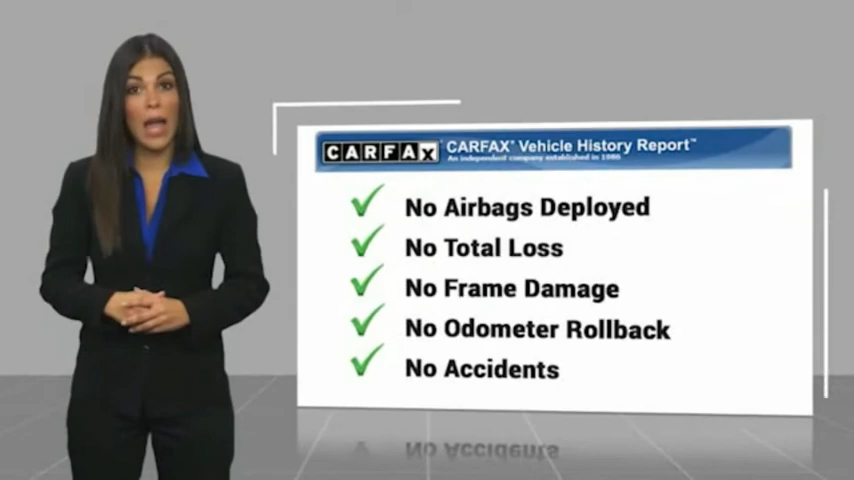 CARFAX
CARFAX® Vehicle History Report™
An independent company established in 1986
No Airbags Deployed
No Total Loss
No Frame Damage
No Odometer Rollback
No Accidents